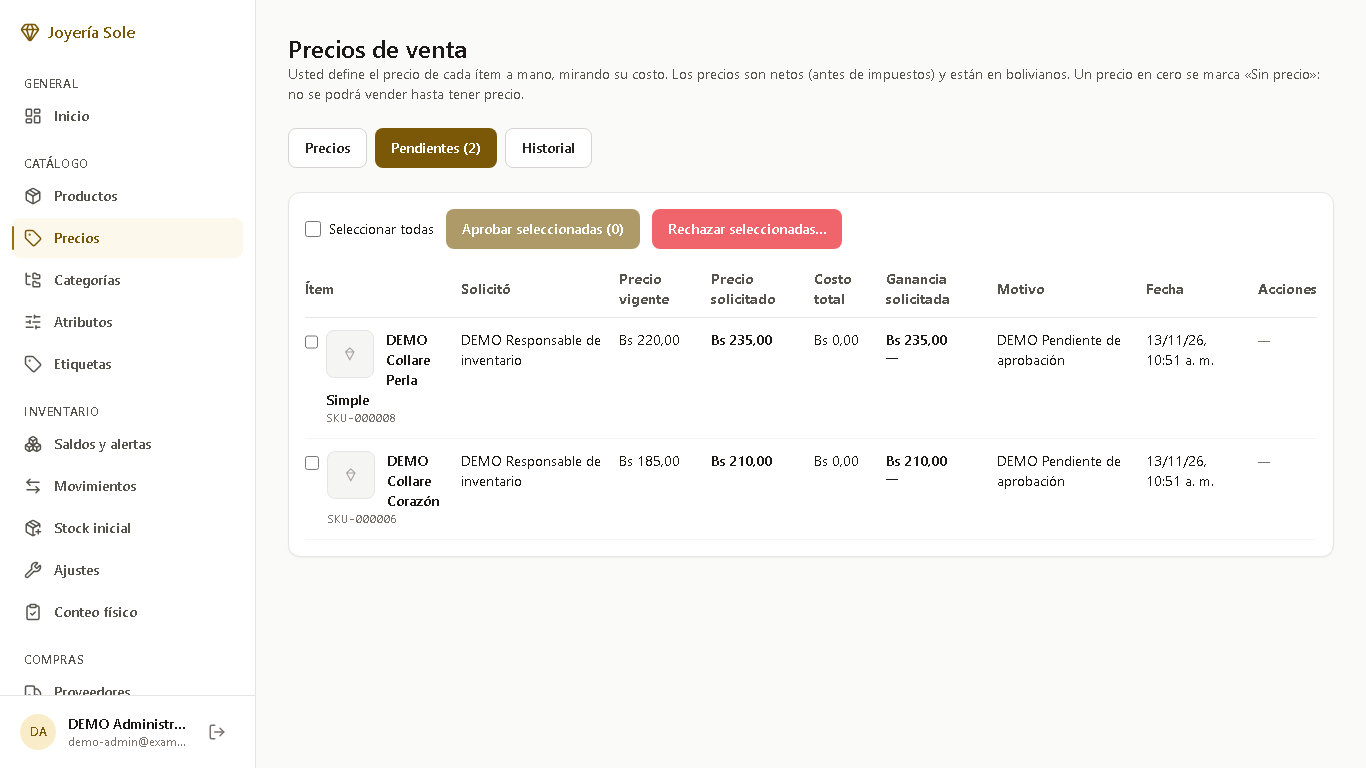 Joyería Sole
GENERAL
Inicio
CATÁLOGO
Productos
Precios
Categorías
Atributos
Etiquetas
INVENTARIO
Saldos y alertas
Movimientos
Stock inicial
Ajustes
Conteo físico
COMPRAS
Proveedores
DA
DEMO Administr...
demo-admin@exam...
Precios de venta
Usted define el precio de cada ítem a mano, mirando su costo. Los precios son netos (antes de impuestos) y están en bolivianos. Un precio en cero se marca «Sin precio»:
no se podrá vender hasta tener precio.
Precios
Pendientes (2)
Historial
Seleccionar todas
Aprobar seleccionadas (0)
Rechazar seleccionadas...
Ítem
Solicitó
Precio
vigente
Precio
solicitado
Costo
total
Ganancia
solicitada
Motivo
Fecha
Acciones
DEMO
Collare
Perla
Simple
SKU-000008
DEMO Responsable de
inventario
Bs 220,00
Bs 235,00
Bs 0,00
Bs 235,00
—
DEMO Pendiente de
aprobación
13/11/26,
10:51 a. m.
—
DEMO
Collare
Corazón
SKU-000006
DEMO Responsable de
inventario
Bs 185,00
Bs 210,00
Bs 0,00
Bs 210,00
—
DEMO Pendiente de
aprobación
13/11/26,
10:51 a. m.
—